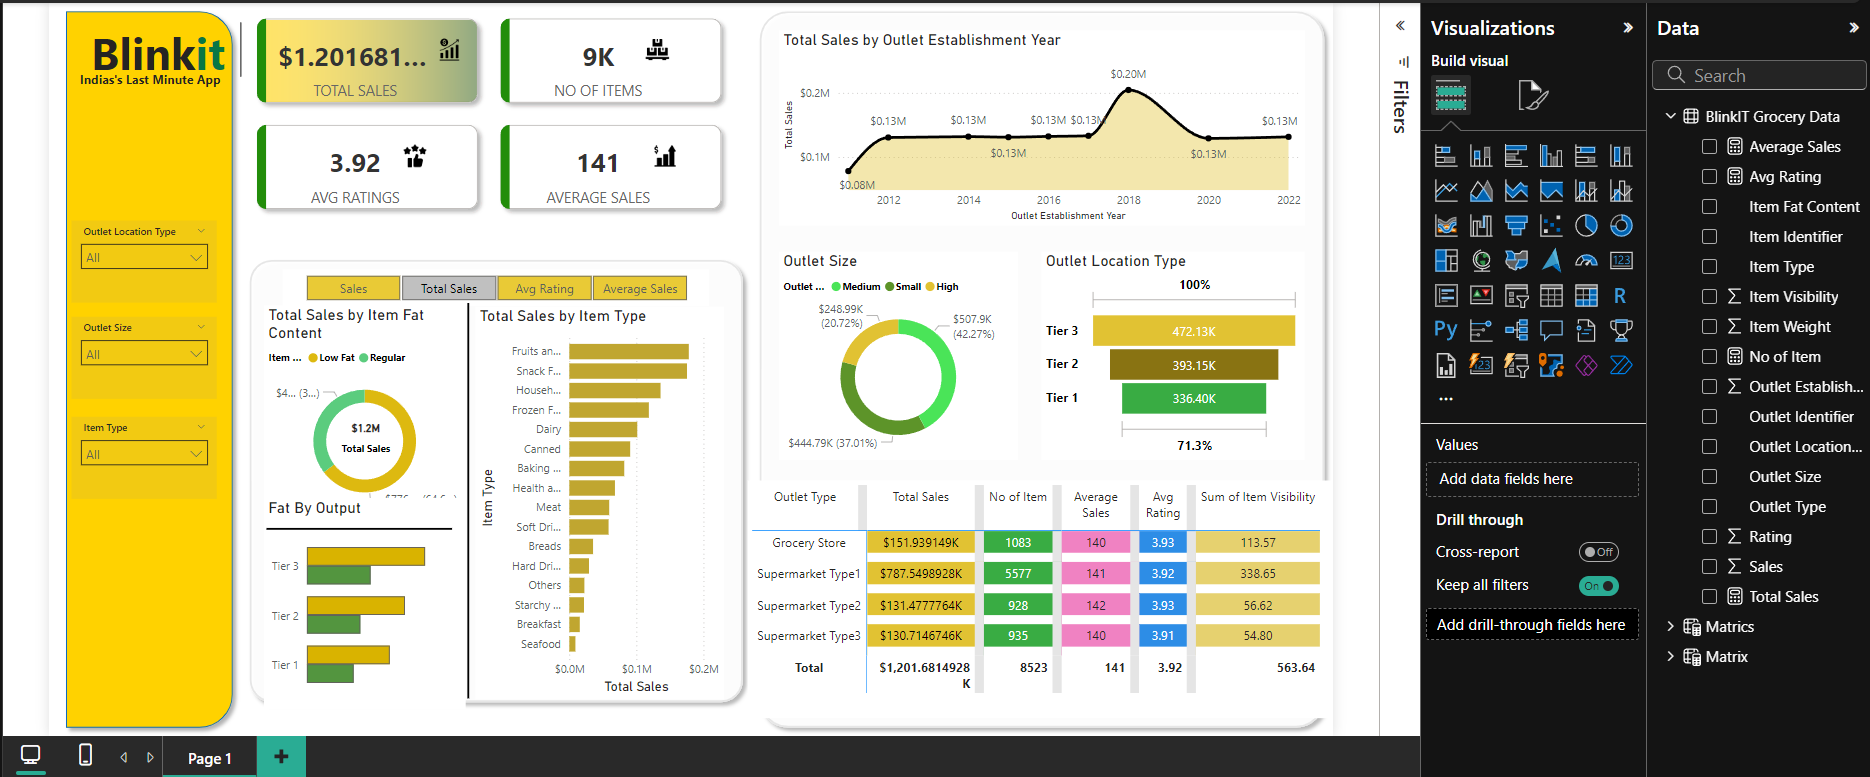 Blinkit
Indias's Last Minute App
Outlet Location Type
All
Outlet Size
All
Item Type
All
$1.201681...
TOTAL SALES
9K
NO OF ITEMS
3.92
AVG RATINGS
141
AVERAGE SALES
Sales
Total Sales
Avg Rating
Average Sales
Total Sales by Item Fat
Content
Item ... Low Fat Regular
$4... (3...)
$1.2M
Total Sales
Fat By Output
Tier 3
Tier 2
Tier 1
Total Sales by Item Type
Item Type
Fruits an...
Snack F...
Househ...
Frozen F...
Dairy
Canned
Baking ...
Health a...
Meat
Soft Dri...
Breads
Hard Dri...
Others
Starchy ...
Breakfast
Seafood
$0.0M $0.1M $0.2M
Total Sales
Total Sales by Outlet Establishment Year
Total Sales
$0.2M
$0.1M
$0.08M
$0.13M
$0.13M
$0.13M
$0.13M
$0.13M
$0.20M
$0.13M
$0.13M
2012 2014 2016 2018 2020 2022
Outlet Establishment Year
Outlet Size
Outlet ... Medium Small High
$248.99K
(20.72%)
$507.9K
(42.27%)
$444.79K (37.01%)
Outlet Location Type
100%
Tier 3 472.13K
Tier 2 393.15K
Tier 1 336.40K
71.3%
Outlet Type Total Sales No of Item Average Sales Avg Rating Sum of Item Visibility
Grocery Store $151.939149K 1083 140 3.93 113.57
Supermarket Type1 $787.5498928K 5577 141 3.92 338.65
Supermarket Type2 $131.4777764K 928 142 3.93 56.62
Supermarket Type3 $130.7146746K 935 140 3.91 54.80
Total $1,201.6814928K 8523 141 3.92 563.64
Page 1
Filters
Visualizations
Build visual
123
R
Py
123
...
Values
Add data fields here
Drill through
Cross-report
Off
Keep all filters
On
Add drill-through fields here
Data
Search
BlinkIT Grocery Data
Average Sales
Avg Rating
Item Fat Content
Item Identifier
Item Type
Item Visibility
Item Weight
No of Item
Outlet Establish...
Outlet Identifier
Outlet Location...
Outlet Size
Outlet Type
Rating
Sales
Total Sales
Matrics
Matrix